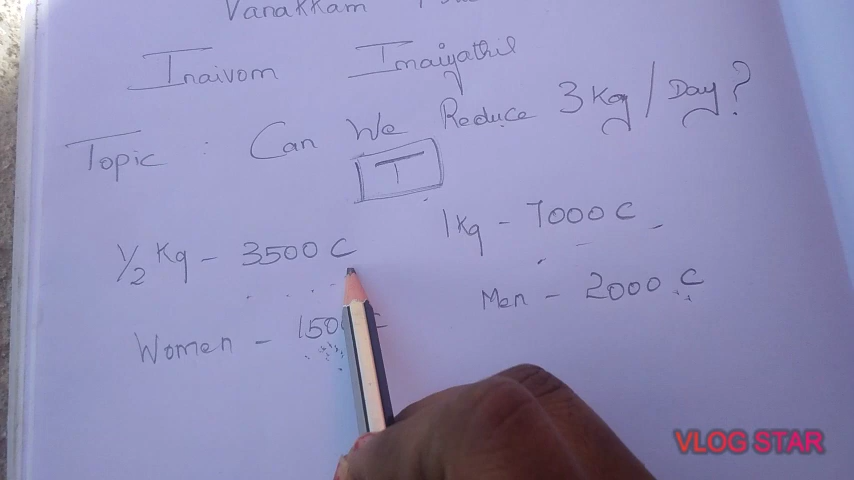 Vanakkam
Inaivom Imaiyathil
Topic : Can We Reduce 3 Kg / Day?
T
1/2 Kg - 3500 C
1 Kg - 7000 C
Women - 1500 C
Men - 2000 C
VLOG STAR